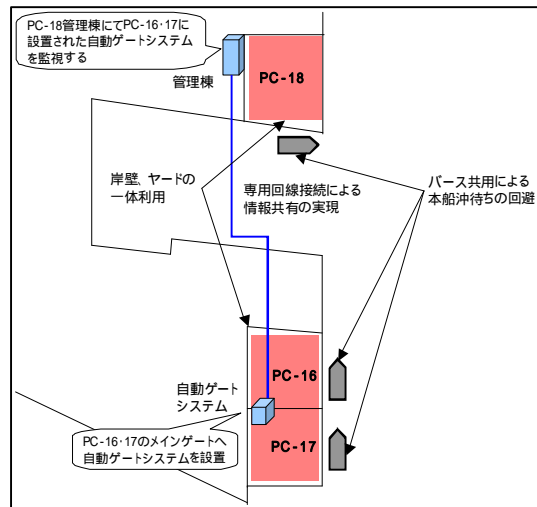 PC-18管理棟にてPC-16･17に
設置された自動ゲートシステム
を監視する
管理棟
PC-18
岸壁、ヤードの
一体利用
専用回線接続による
情報共有の実現
バース共用による
本船沖待ちの回避
PC-16
自動ゲート
システム
PC-17
PC-16･17のメインゲートへ
自動ゲートシステムを設置